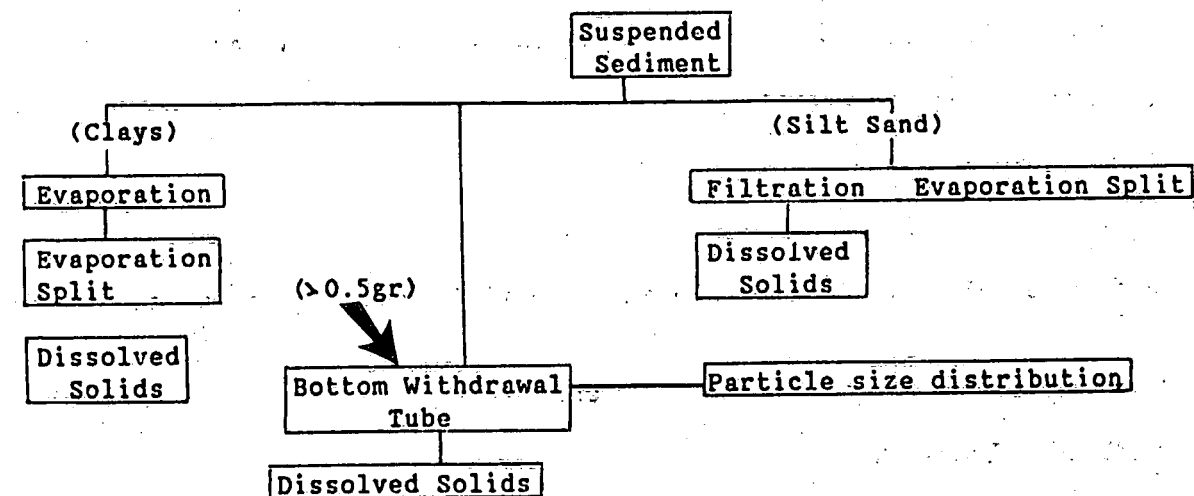 Suspended
Sediment
(Clays)
(Silt Sand)
Evaporation
Filtration Evaporation Split
Evaporation
Split
Dissolved
Solids
(>0.5gr.)
Dissolved
Solids
Bottom Withdrawal
Tube
Particle size distribution
Dissolved Solids